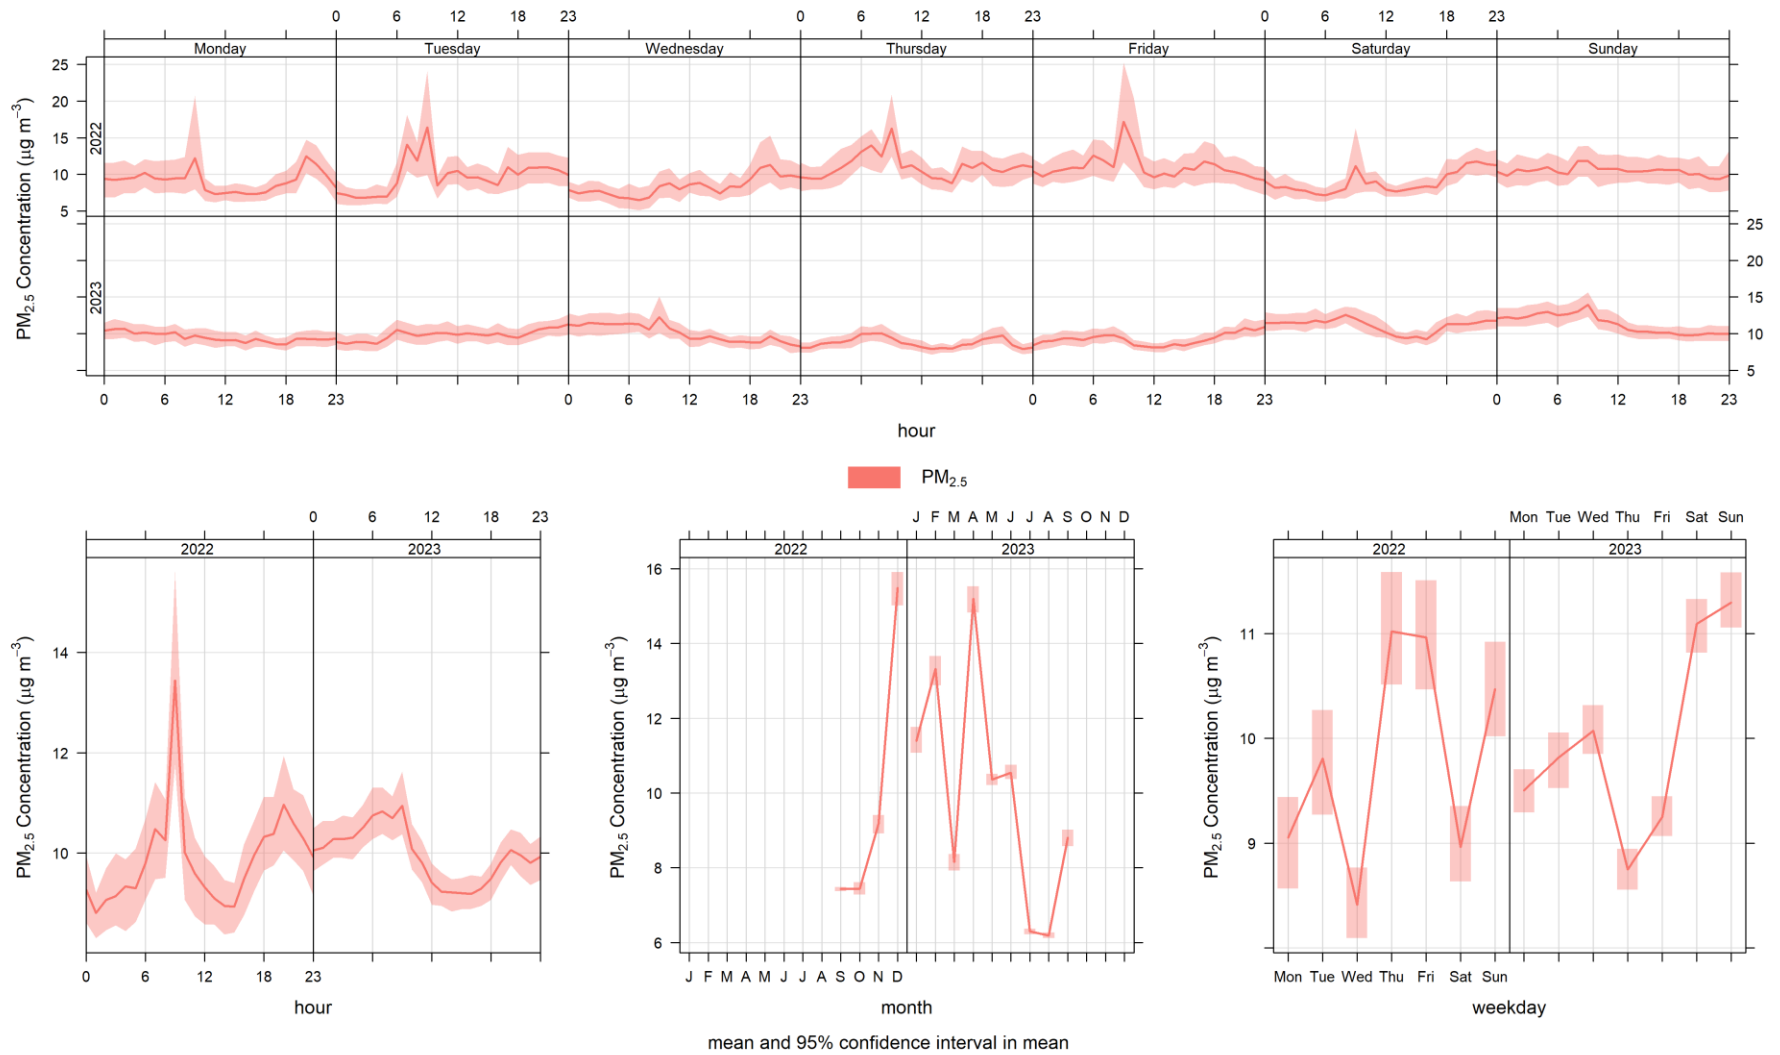 0 6 12 18 23 0 6 12 18 23 0 6 12 18 23
Monday Tuesday Wednesday Thursday Friday Saturday Sunday
25
20
15
10
5
2022
PM2.5 Concentration (µg m−3)
25
20
15
10
5
2023
0 6 12 18 23 0 6 12 18 23 0 6 12 18 23 0 6 12 18 23
hour
PM2.5
0 6 12 18 23
2022 2023
14
12
10
PM2.5 Concentration (µg m−3)
0 6 12 18 23
hour
J F M A M J J A S O N D
2022 2023
16
14
12
10
8
6
PM2.5 Concentration (µg m−3)
J F M A M J J A S O N D
month
Mon Tue Wed Thu Fri Sat Sun
2022 2023
11
10
9
PM2.5 Concentration (µg m−3)
Mon Tue Wed Thu Fri Sat Sun
weekday
mean and 95% confidence interval in mean